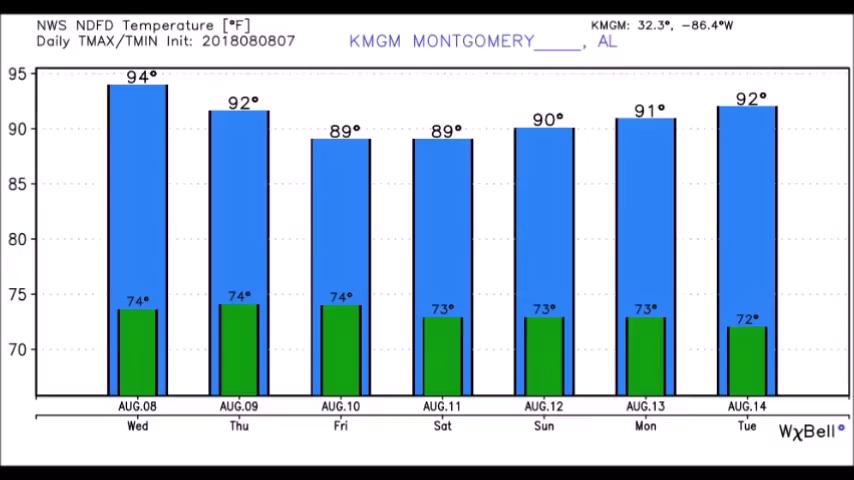 NWS NDFD Temperature [°F]
KMGM: 32.3°, −86.4°W
Daily TMAX/TMIN Init: 2018080807
KMGM MONTGOMERY____, AL
95
94°
92°
89°
89°
90°
91°
92°
90
85
80
75
74°
74°
74°
73°
73°
73°
72°
70
AUG.08 AUG.09 AUG.10 AUG.11 AUG.12 AUG.13 AUG.14
Wed Thu Fri Sat Sun Mon Tue
WχBell°